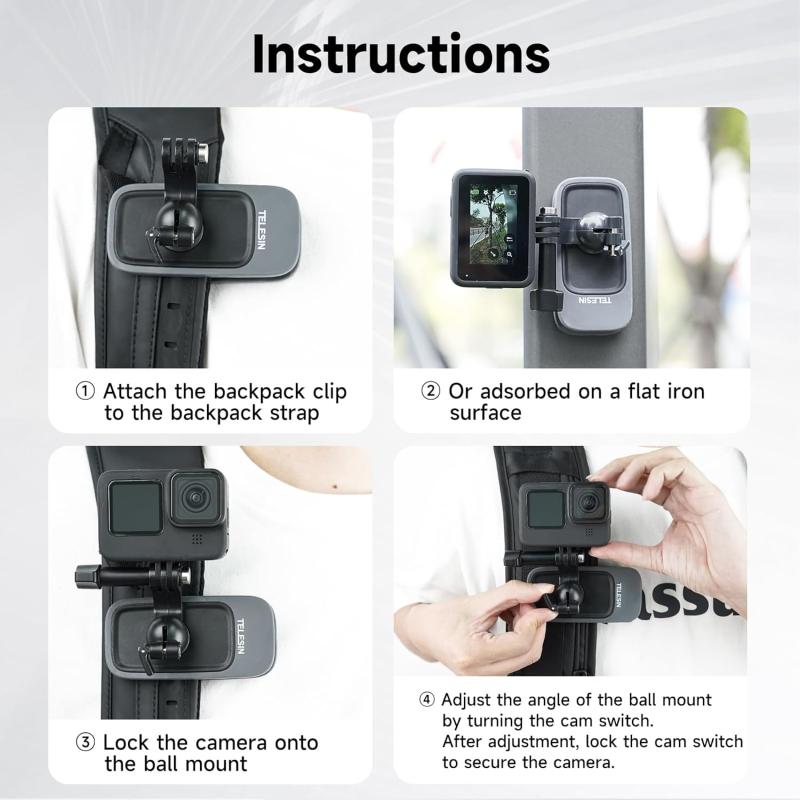 Instructions
TELESIN
TELESIN
① Attach the backpack clip
to the backpack strap
② Or adsorbed on a flat iron
surface
TELESIN
TELESIN
assu
③ Lock the camera onto
the ball mount
④ Adjust the angle of the ball mount
by turning the cam switch.
After adjustment, lock the cam switch
to secure the camera.